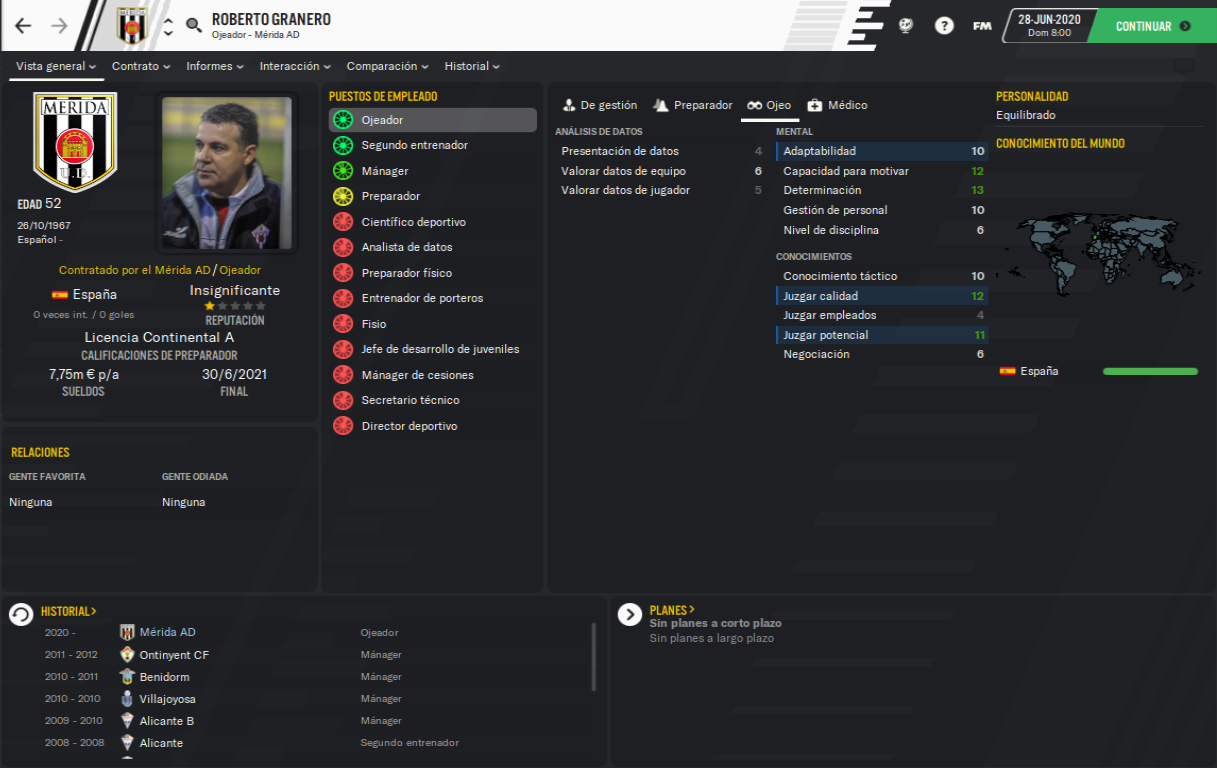 ROBERTO GRANERO
Ojeador - Mérida AD
?
FM
28-JUN-2020
Dom 8:00
CONTINUAR
Vista general
Contrato
Informes
Interacción
Comparación
Historial
MERIDA
U.D.
EDAD 52
26/10/1967
Español -
Contratado por el Mérida AD/Ojeador
España
0 veces int. / 0 goles
Insignificante
REPUTACIÓN
Licencia Continental A
CALIFICACIONES DE PREPARADOR
7,75m € p/a
SUELDOS
30/6/2021
FINAL
RELACIONES
GENTE FAVORITA
GENTE ODIADA
Ninguna
Ninguna
PUESTOS DE EMPLEADO
Ojeador
Segundo entrenador
Mánager
Preparador
Científico deportivo
Analista de datos
Preparador físico
Entrenador de porteros
Fisio
Jefe de desarrollo de juveniles
Mánager de cesiones
Secretario técnico
Director deportivo
De gestión
Preparador
Ojeo
Médico
ANÁLISIS DE DATOS
Presentación de datos 4
Valorar datos de equipo 6
Valorar datos de jugador 5
MENTAL
Adaptabilidad 10
Capacidad para motivar 12
Determinación 13
Gestión de personal 10
Nivel de disciplina 6
CONOCIMIENTOS
Conocimiento táctico 10
Juzgar calidad 12
Juzgar empleados 4
Juzgar potencial 11
Negociación 6
PERSONALIDAD
Equilibrado
CONOCIMIENTO DEL MUNDO
España
HISTORIAL>
2020 - Mérida AD Ojeador
2011 - 2012 Ontinyent CF Mánager
2010 - 2011 Benidorm Mánager
2010 - 2010 Villajoyosa Mánager
2009 - 2010 Alicante B Mánager
2008 - 2008 Alicante Segundo entrenador
PLANES>
Sin planes a corto plazo
Sin planes a largo plazo